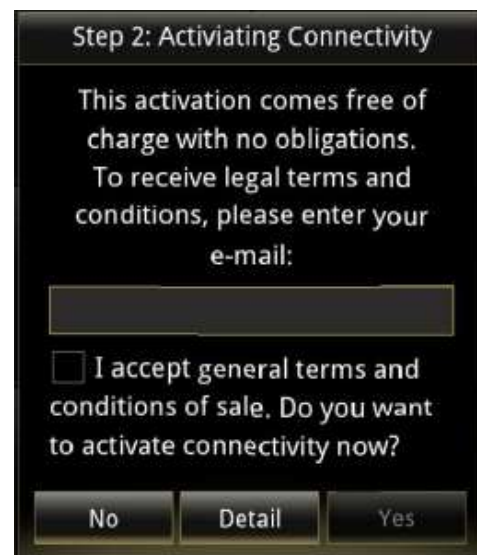 Step 2: Activiating Connectivity
This activation comes free of
charge with no obligations.
To receive legal terms and
conditions, please enter your
e-mail:
I accept general terms and
conditions of sale. Do you want
to activate connectivity now?
No
Detail
Yes